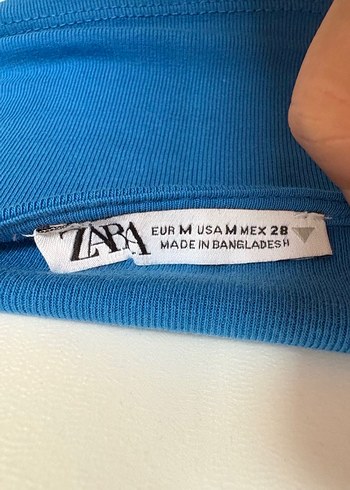 ZARA
EUR M USA M MEX 28
MADE IN BANGLADESH